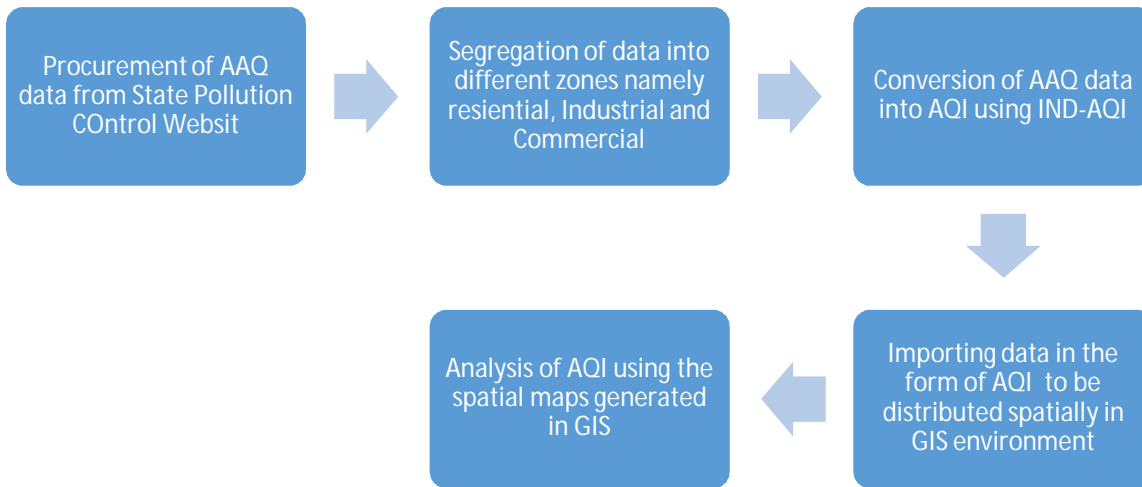 Procurement of AAQ
data from State Pollution
COntrol Websit
Segregation of data into
different zones namely
resiential, Industrial and
Commercial
Conversion of AAQ data
into AQI using IND-AQI
Importing data in the
form of AQI to be
distributed spatially in
GIS environment
Analysis of AQI using the
spatial maps generated
in GIS